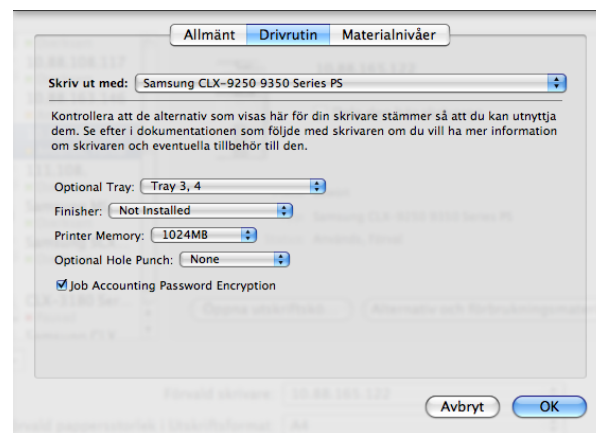 Allmänt Drivrutin Materialnivåer
Skriv ut med: Samsung CLX-9250 9350 Series PS
Kontrollera att de alternativ som visas här för din skrivare stämmer så att du kan utnyttja
dem. Se efter i dokumentationen som följde med skrivaren om du vill ha mer information
om skrivaren och eventuella tillbehör till den.
Optional Tray: Tray 3, 4
Finisher: Not Installed
Printer Memory: 1024MB
Optional Hole Punch: None
Job Accounting Password Encryption
Avbryt OK